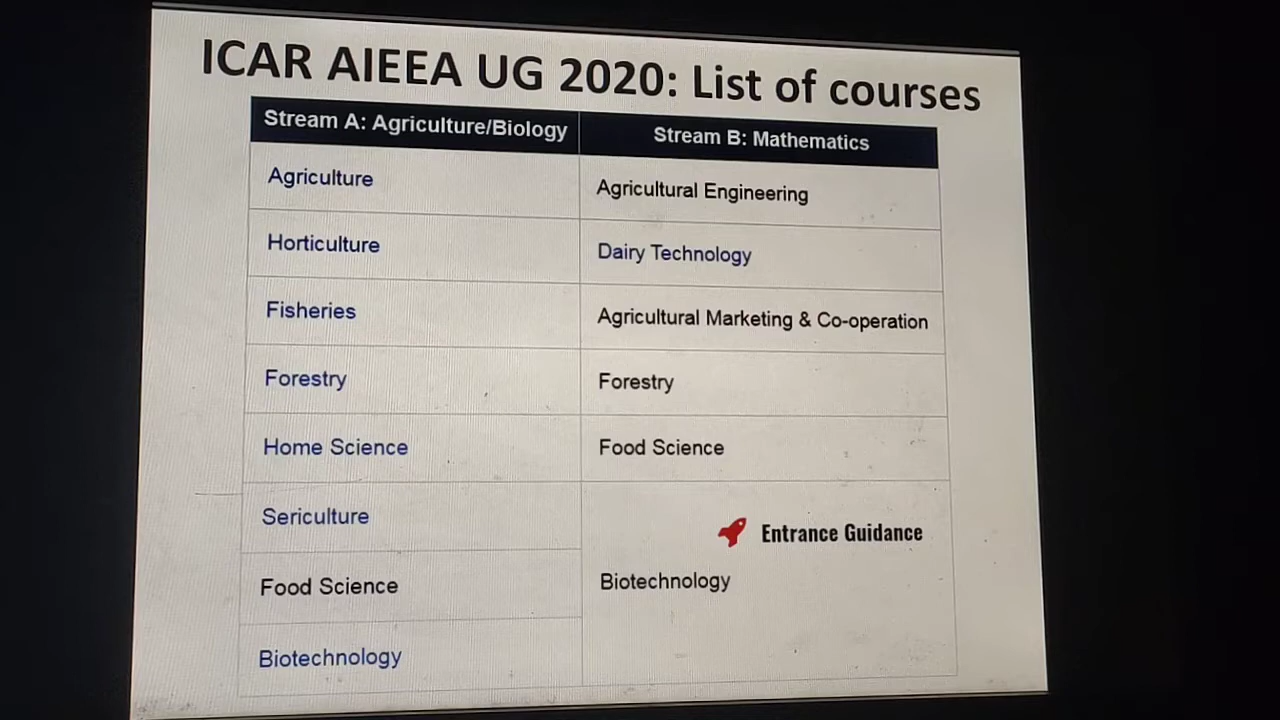 ICAR AIEEA UG 2020: List of courses
Stream A: Agriculture/Biology
Stream B: Mathematics
Agriculture
Agricultural Engineering
Horticulture
Dairy Technology
Fisheries
Agricultural Marketing & Co-operation
Forestry
Forestry
Home Science
Food Science
Sericulture
Entrance Guidance
Biotechnology
Food Science
Biotechnology